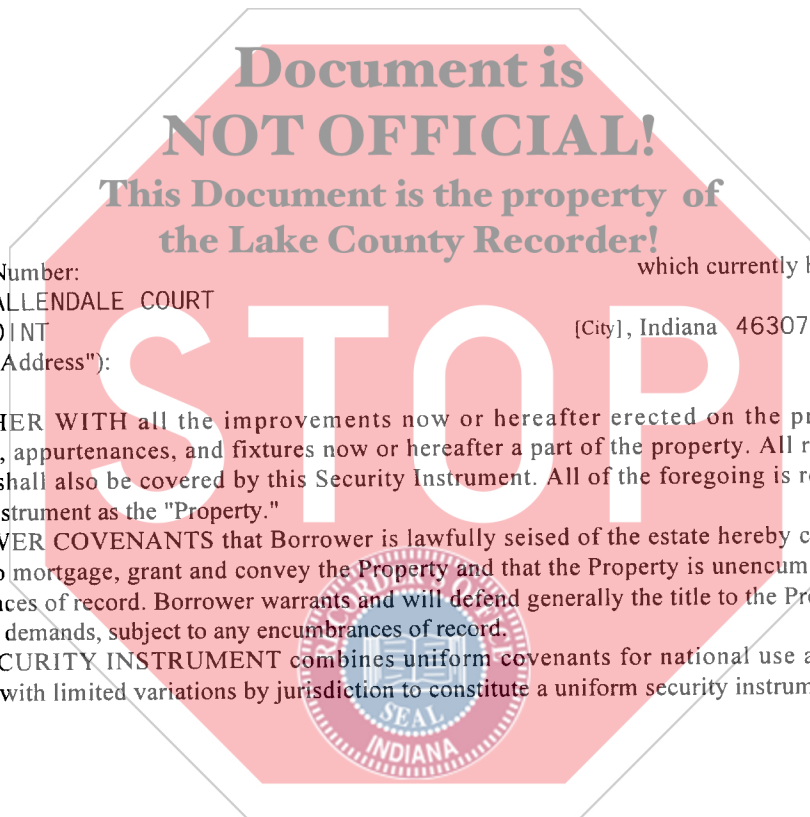 Document is
NOT OFFICIAL!
This Document is the property of
the Lake County Recorder!
Number: which currently h
ALLENDALE COURT
OINT [City], Indiana 46307
Address"):
STOP
HER WITH all the improvements now or hereafter erected on the pr
, appurtenances, and fixtures now or hereafter a part of the property. All r
shall also be covered by this Security Instrument. All of the foregoing is r
strument as the "Property."
WER COVENANTS that Borrower is lawfully seised of the estate hereby c
o mortgage, grant and convey the Property and that the Property is unencum
nces of record. Borrower warrants and will defend generally the title to the Pro
demands, subject to any encumbrances of record.
CURITY INSTRUMENT combines uniform covenants for national use a
with limited variations by jurisdiction to constitute a uniform security instrum
RECORDER'S OFFICE
SEAL
INDIANA